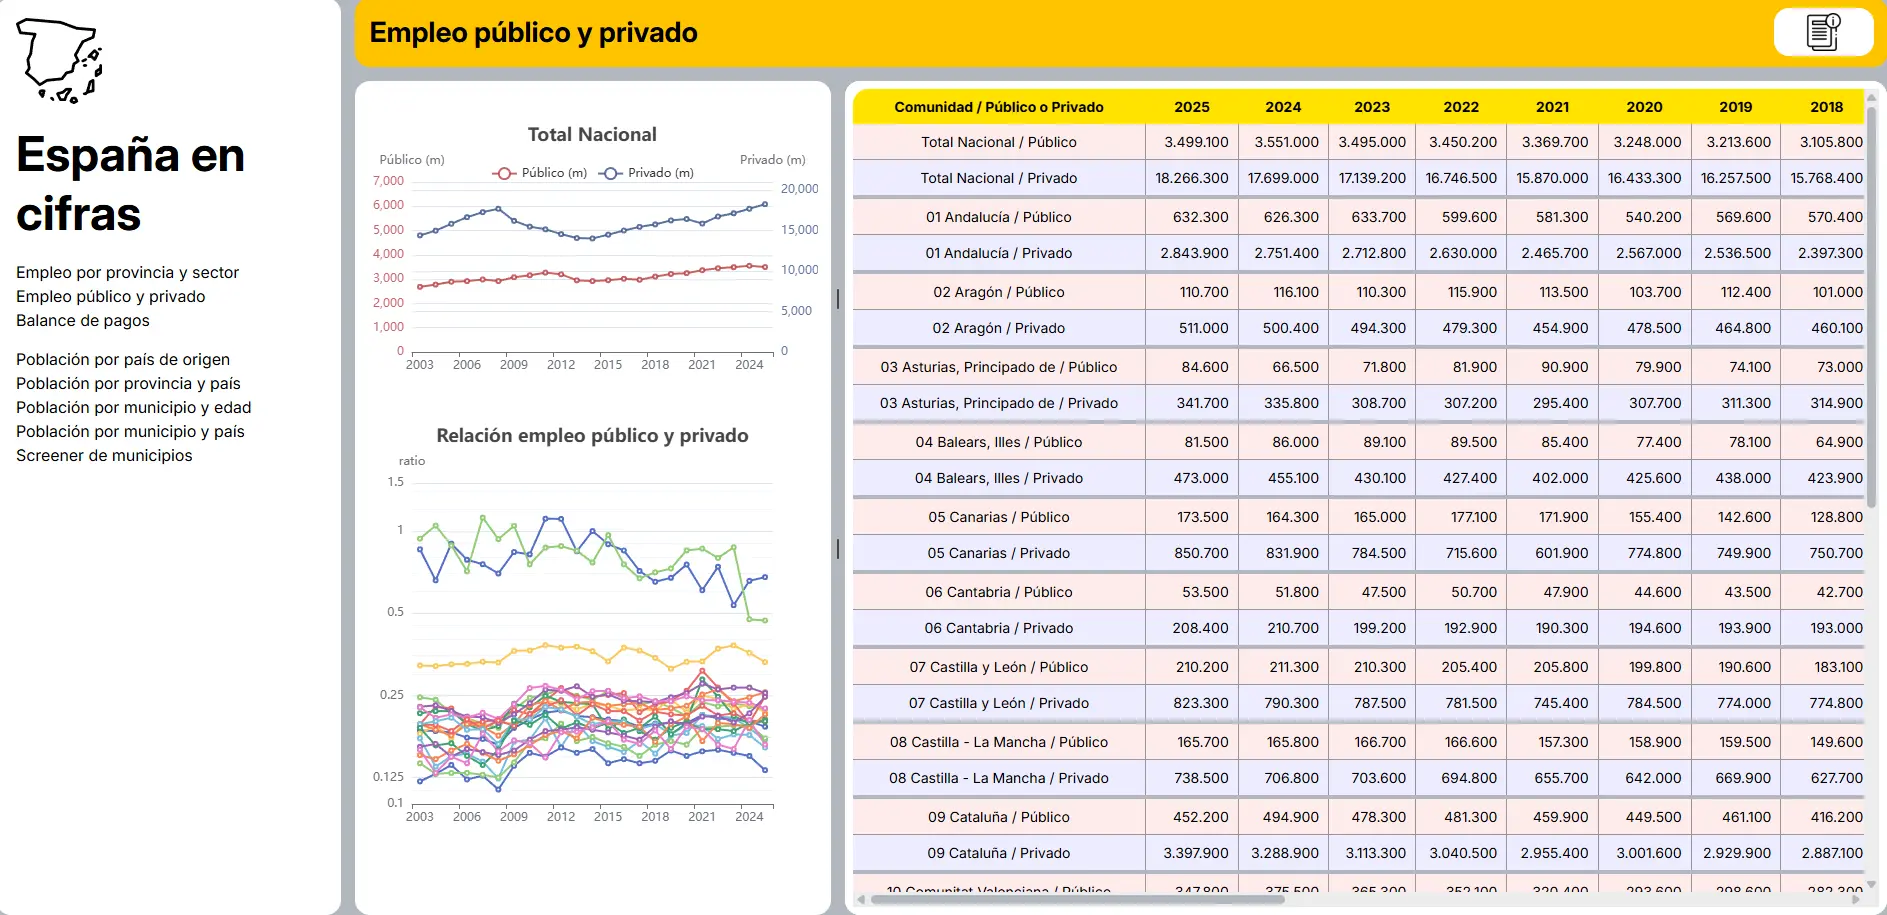 España en
cifras
Empleo por provincia y sector
Empleo público y privado
Balance de pagos
Población por país de origen
Población por provincia y país
Población por municipio y edad
Población por municipio y país
Screener de municipios
Empleo público y privado
Total Nacional
Público (m) Privado (m)
Público (m) Privado (m)
7,000
6,000
5,000
4,000
3,000
2,000
1,000
0
20,000
15,000
10,000
5,000
0
2003 2006 2009 2012 2015 2018 2021 2024
Relación empleo público y privado
ratio
1.5
1
0.5
0.25
0.125
0.1
2003 2006 2009 2012 2015 2018 2021 2024
Comunidad / Público o Privado 2025 2024 2023 2022 2021 2020 2019 2018
Total Nacional / Público 3.499.100 3.551.000 3.495.000 3.450.200 3.369.700 3.248.000 3.213.600 3.105.800
Total Nacional / Privado 18.266.300 17.699.000 17.139.200 16.746.500 15.870.000 16.433.300 16.257.500 15.768.400
01 Andalucía / Público 632.300 626.300 633.700 599.600 581.300 540.200 569.600 570.400
01 Andalucía / Privado 2.843.900 2.751.400 2.712.800 2.630.000 2.465.700 2.567.000 2.536.500 2.397.300
02 Aragón / Público 110.700 116.100 110.300 115.900 113.500 103.700 112.400 101.000
02 Aragón / Privado 511.000 500.400 494.300 479.300 454.900 478.500 464.800 460.100
03 Asturias, Principado de / Público 84.600 66.500 71.800 81.900 90.900 79.900 74.100 73.000
03 Asturias, Principado de / Privado 341.700 335.800 308.700 307.200 295.400 307.700 311.300 314.900
04 Balears, Illes / Público 81.500 86.000 89.100 89.500 85.400 77.400 78.100 64.900
04 Balears, Illes / Privado 473.000 455.100 430.100 427.400 402.000 425.600 438.000 423.900
05 Canarias / Público 173.500 164.300 165.000 177.100 171.900 155.400 142.600 128.800
05 Canarias / Privado 850.700 831.900 784.500 715.600 601.900 774.800 749.900 750.700
06 Cantabria / Público 53.500 51.800 47.500 50.700 47.900 44.600 43.500 42.700
06 Cantabria / Privado 208.400 210.700 199.200 192.900 190.300 194.600 193.900 193.000
07 Castilla y León / Público 210.200 211.300 210.300 205.400 205.800 199.800 190.600 183.100
07 Castilla y León / Privado 823.300 790.300 787.500 781.500 745.400 784.500 774.000 774.800
08 Castilla - La Mancha / Público 165.700 165.800 166.700 166.600 157.300 158.900 159.500 149.600
08 Castilla - La Mancha / Privado 738.500 706.800 703.600 694.800 655.700 642.000 669.900 627.700
09 Cataluña / Público 452.200 494.900 478.300 481.300 459.900 449.500 461.100 416.200
09 Cataluña / Privado 3.397.900 3.288.900 3.113.300 3.040.500 2.955.400 3.001.600 2.929.900 2.887.100
10 Comunitat Valenciana / Público 347.800 375.500 365.300 352.100 320.400 293.600 298.600 282.300